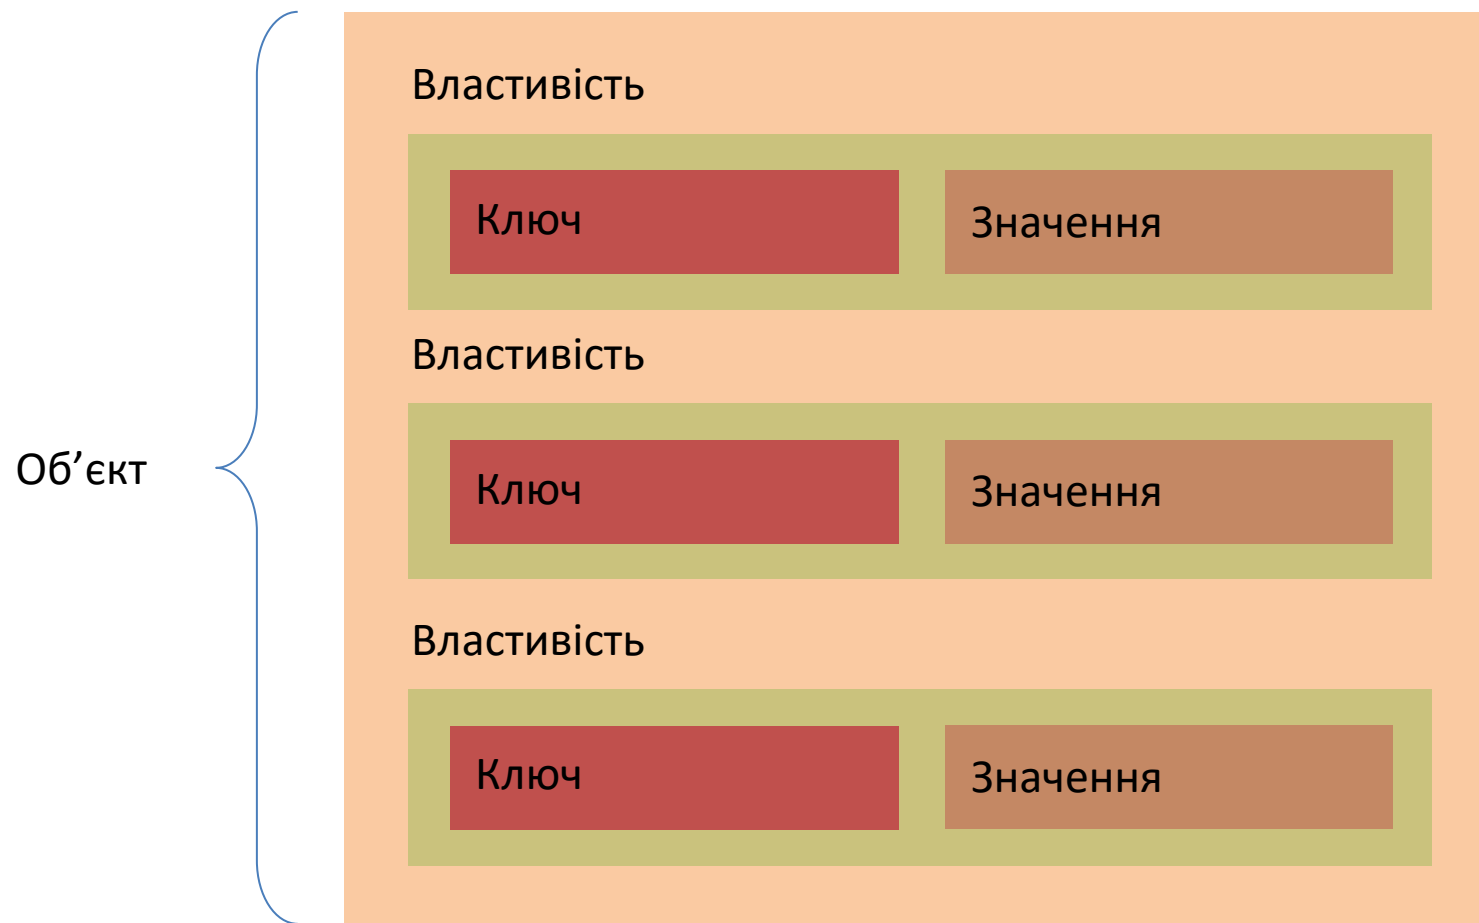 Властивість
Ключ Значення
Властивість
Об’єкт
Ключ Значення
Властивість
Ключ Значення